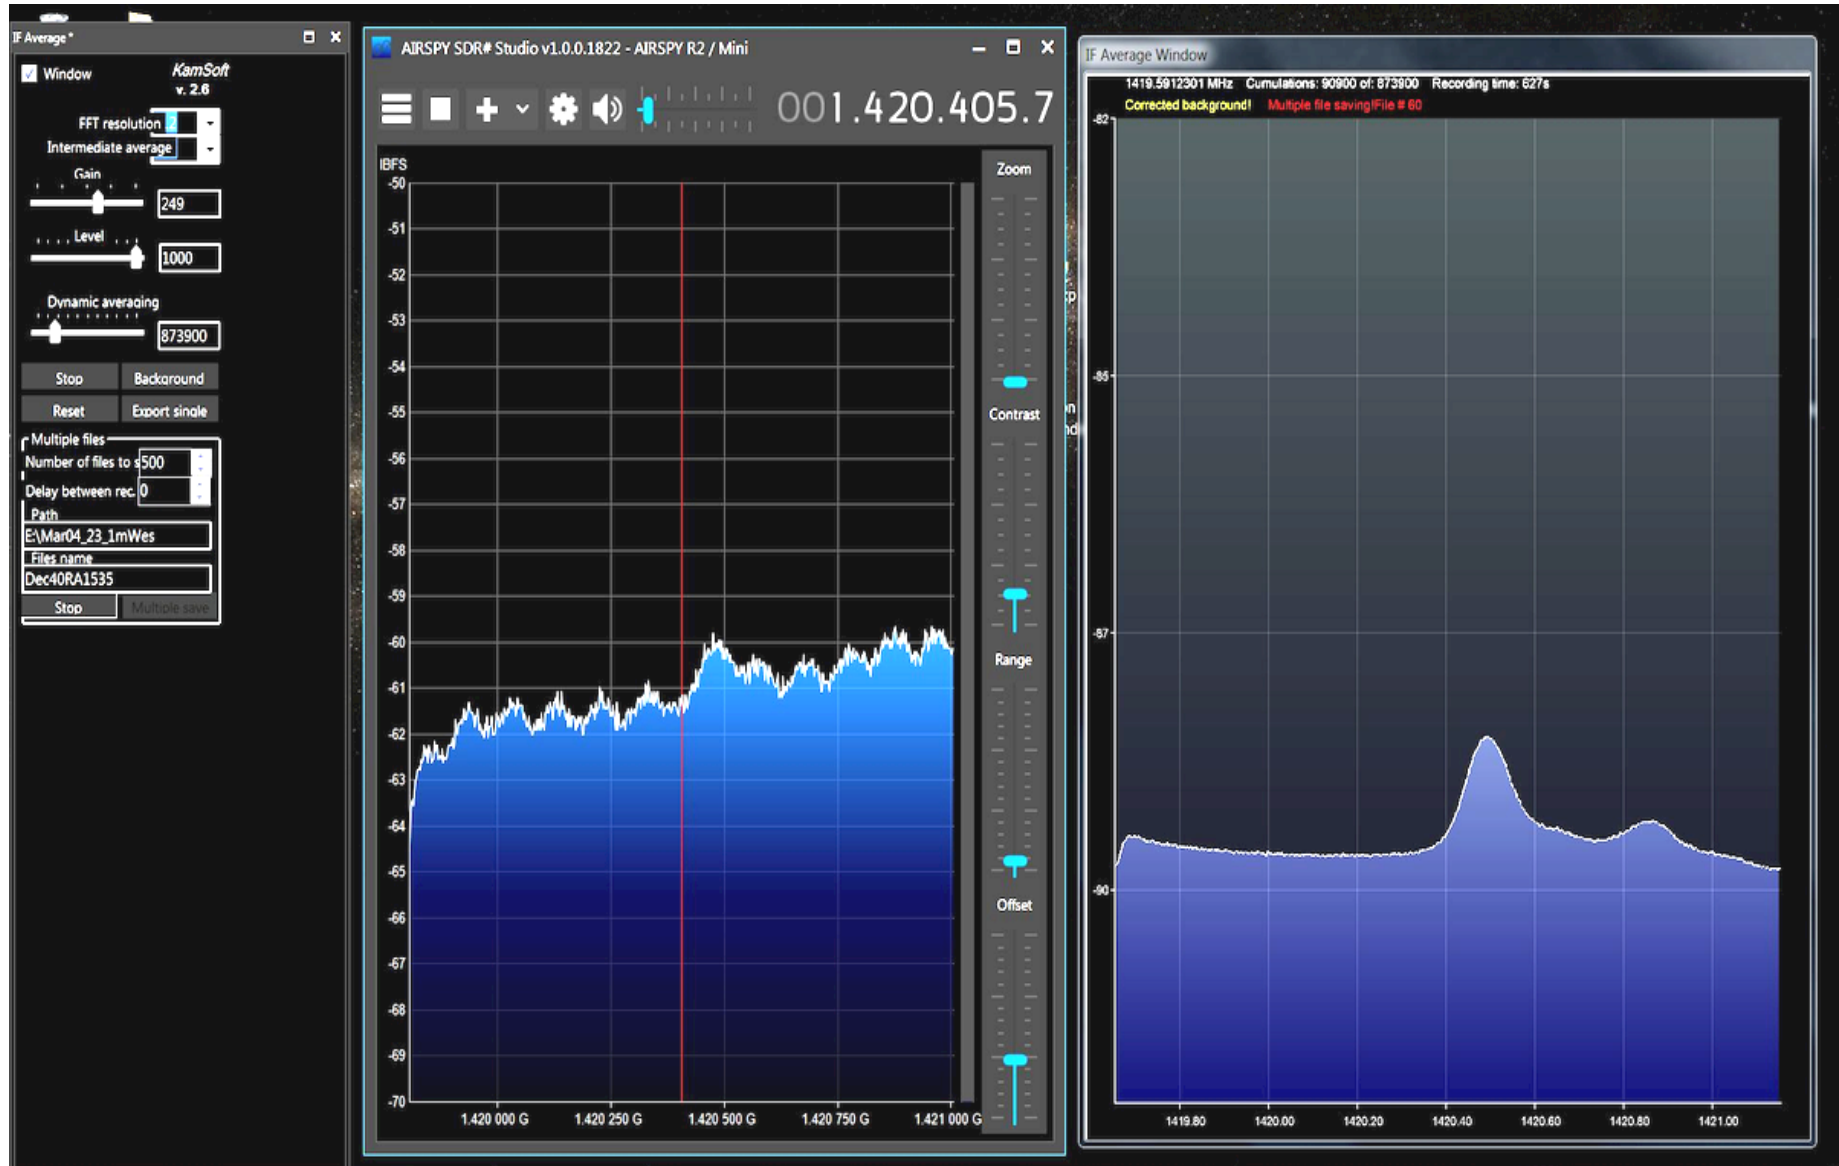 IF Average *
Window
KamSoft
v. 2.6
FFT resolution 2
Intermediate average
Gain
249
Level
1000
Dynamic averaging
873900
Stop Background
Reset Export single
Multiple files
Number of files to s 500
Delay between rec. 0
Path
E:\Mar04_23_1mWes
Files name
Dec40RA1535
Stop Multiple save
AIRSPY SDR# Studio v1.0.0.1822 - AIRSPY R2 / Mini
001.420.405.7
IBFS
-50
-51
-52
-53
-54
-55
-56
-57
-58
-59
-60
-61
-62
-63
-64
-65
-66
-67
-68
-69
-70
1.420 000 G 1.420 250 G 1.420 500 G 1.420 750 G 1.421 000 G
Zoom
Contrast
Range
Offset
IF Average Window
1419.5912301 MHz Cumulations: 90900 of: 873900 Recording time: 627s
Corrected background! Multiple file saving!File # 60
-82
-85
-87
-90
1419.80 1420.00 1420.20 1420.40 1420.60 1420.80 1421.00